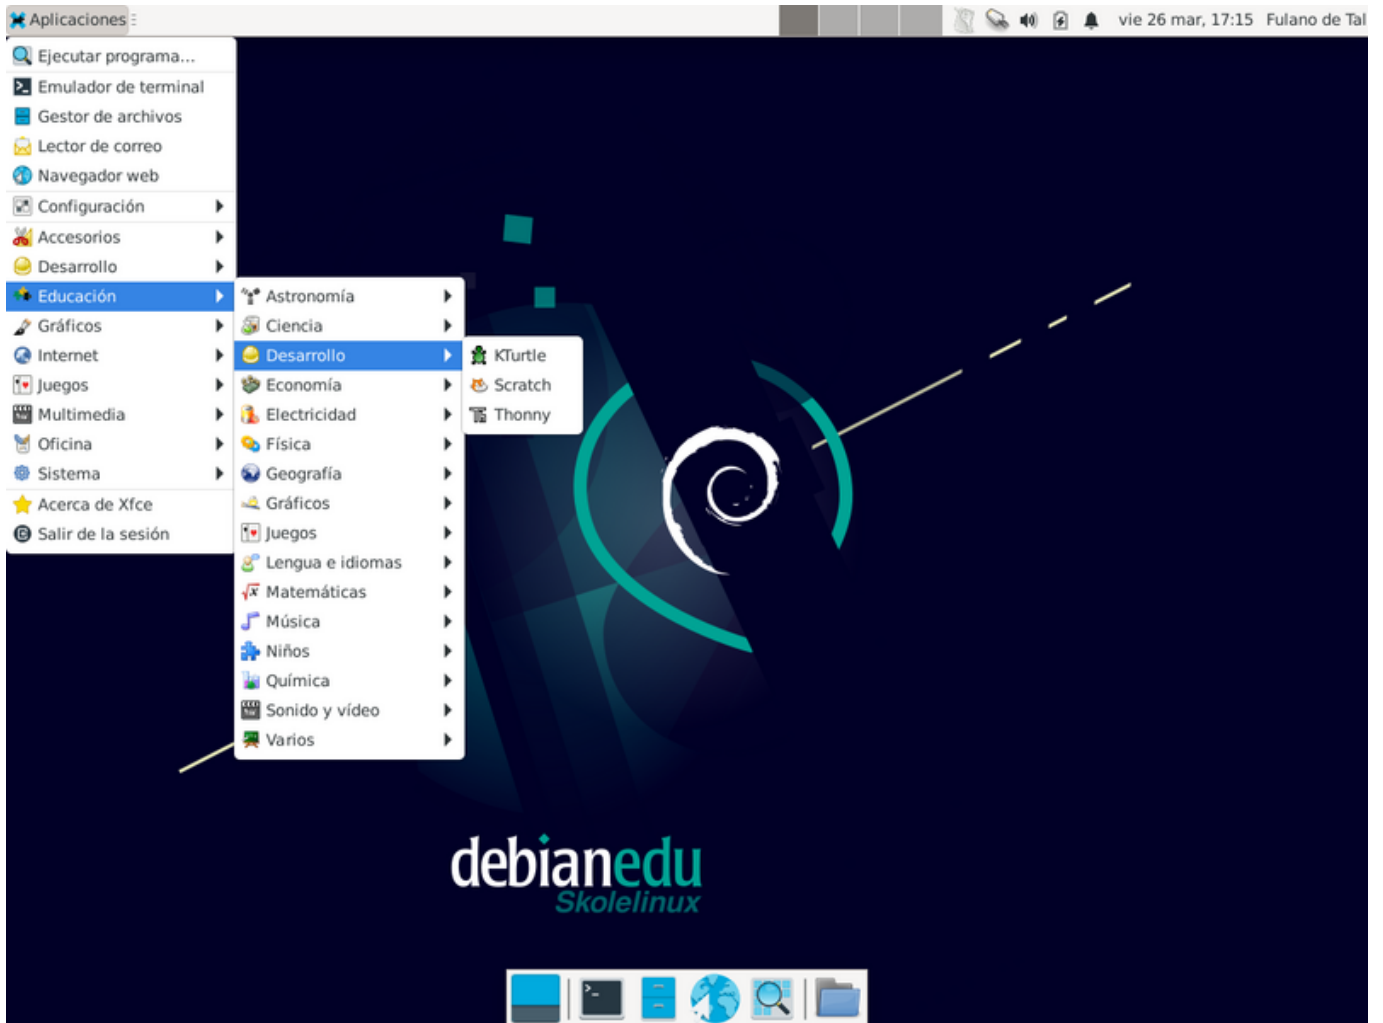 Aplicaciones
vie 26 mar, 17:15 Fulano de Tal
Ejecutar programa...
Emulador de terminal
Gestor de archivos
Lector de correo
Navegador web
Configuración
Accesorios
Desarrollo
Educación
Gráficos
Internet
Juegos
Multimedia
Oficina
Sistema
Acerca de Xfce
Salir de la sesión
Astronomía
Ciencia
Desarrollo
Economía
Electricidad
Física
Geografía
Gráficos
Juegos
Lengua e idiomas
Matemáticas
Música
Niños
Química
Sonido y vídeo
Varios
KTurtle
Scratch
Thonny
debianedu
Skolelinux